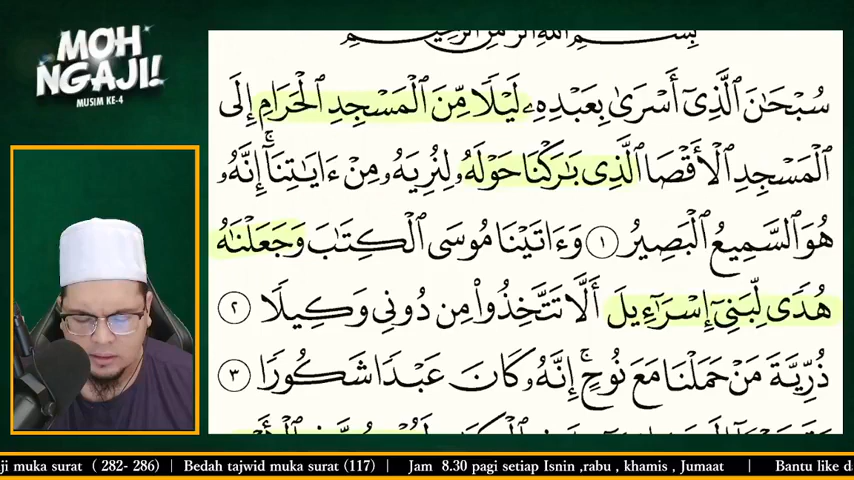 MOH
NGAJI!
MUSIM KE-4
سُبْحَٰنَ ٱلَّذِىٓ أَسْرَىٰ بِعَبْدِهِۦ لَيْلًا مِّنَ ٱلْمَسْجِدِ ٱلْحَرَامِ إِلَى
ٱلْمَسْجِدِ ٱلْأَقْصَا ٱلَّذِى بَٰرَكْنَا حَوْلَهُۥ لِنُرِيَهُۥ مِنْ ءَايَٰتِنَآ ۚ إِنَّهُۥ
هُوَ ٱلسَّمِيعُ ٱلْبَصِيرُ ١ وَءَاتَيْنَا مُوسَى ٱلْكِتَٰبَ وَجَعَلْنَٰهُ
هُدًى لِّبَنِىٓ إِسْرَٰٓءِيلَ أَلَّا تَتَّخِذُوا۟ مِن دُونِى وَكِيلًا ٢
ذُرِّيَّةَ مَنْ حَمَلْنَا مَعَ نُوحٍ ۚ إِنَّهُۥ كَانَ عَبْدًا شَكُورًا ٣
ji muka surat ( 282- 286) | Bedah tajwid muka surat (117) | Jam 8.30 pagi setiap Isnin ,rabu , khamis , Jumaat | Bantu like da